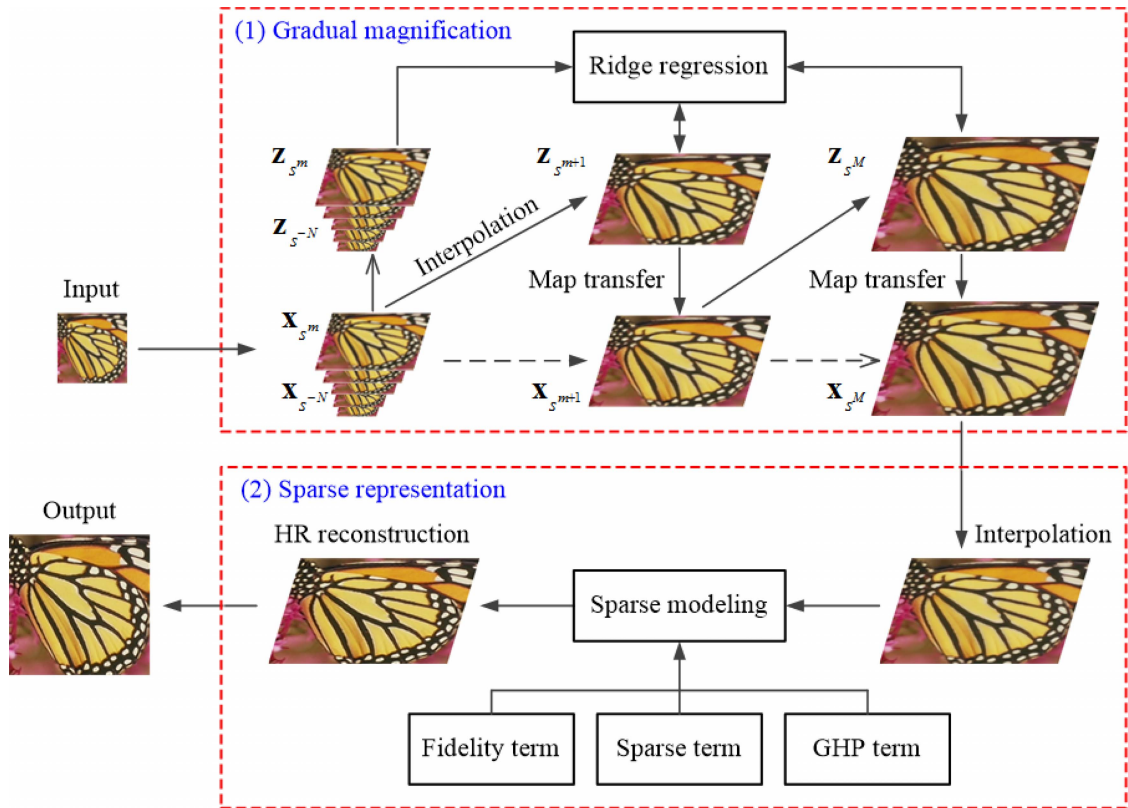 (1) Gradual magnification
Ridge regression
z_{s^m}
z_{s^{m+1}}
z_{s^M}
z_{s^{-N}}
Interpolation
Input
Map transfer
Map transfer
x_{s^m}
x_{s^{-N}}
x_{s^{m+1}}
x_{s^M}
(2) Sparse representation
Output
HR reconstruction
Interpolation
Sparse modeling
Fidelity term
Sparse term
GHP term